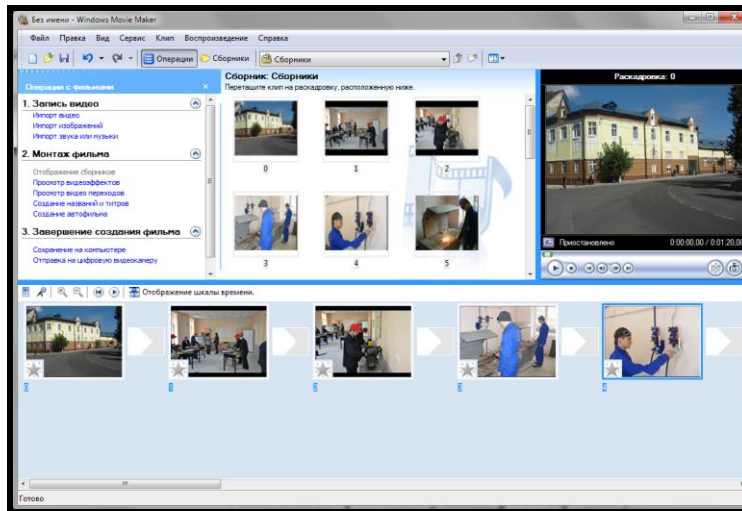 Без имени - Windows Movie Maker
Файл Правка Вид Сервис Клип Воспроизведение Справка
Операции Сборники Сборники
Операции с фильмами
1. Запись видео
Импорт видео
Импорт изображений
Импорт звука или музыки
2. Монтаж фильма
Отображение сборников
Просмотр видеоэффектов
Просмотр видео переходов
Создание названий и титров
Создание автофильма
3. Завершение создания фильма
Сохранение на компьютере
Отправка на цифровую видеокамеру
Сборник: Сборники
Перетащите клип на раскадровку, расположенную ниже.
0 1 2
3 4 5
Раскадровка: 0
Приостановлено 0:00:00,00 / 0:01:20,00
Отображение шкалы времени.
Готово